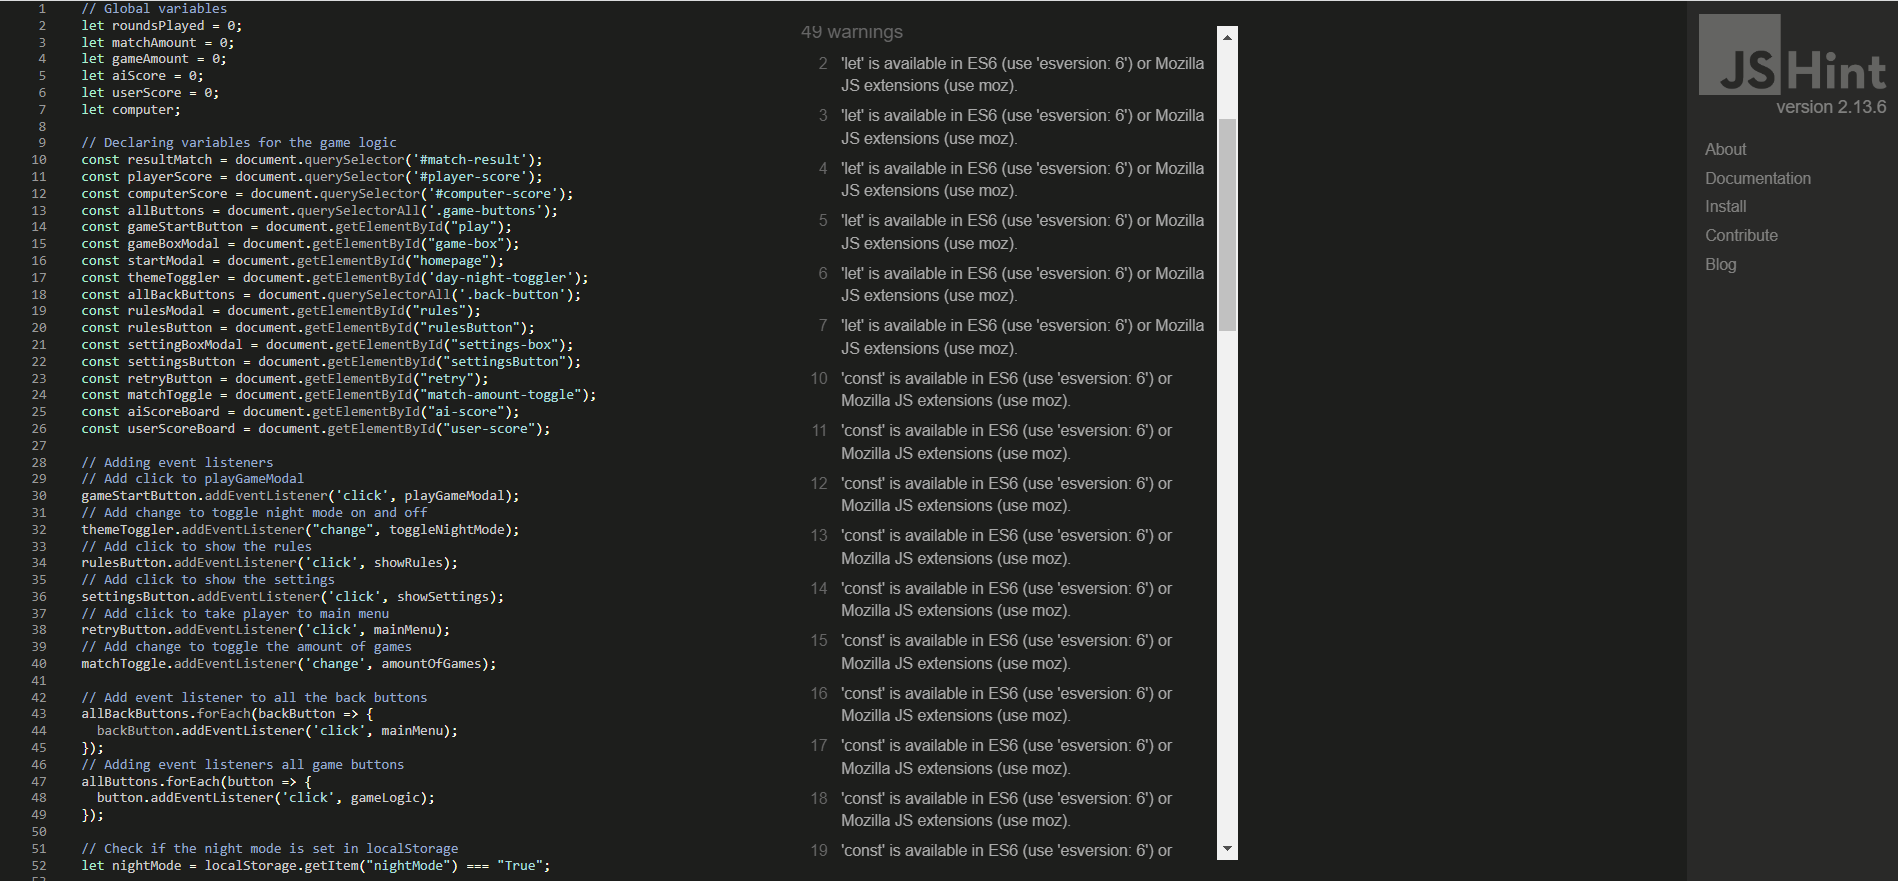 1 // Global variables
2 let roundsPlayed = 0;
3 let matchAmount = 0;
4 let gameAmount = 0;
5 let aiScore = 0;
6 let userScore = 0;
7 let computer;
8
9 // Declaring variables for the game logic
10 const resultMatch = document.querySelector('#match-result');
11 const playerScore = document.querySelector('#player-score');
12 const computerScore = document.querySelector('#computer-score');
13 const allButtons = document.querySelectorAll('.game-buttons');
14 const gameStartButton = document.getElementById("play");
15 const gameBoxModal = document.getElementById("game-box");
16 const startModal = document.getElementById("homepage");
17 const themeToggler = document.getElementById('day-night-toggler');
18 const allBackButtons = document.querySelectorAll('.back-button');
19 const rulesModal = document.getElementById("rules");
20 const rulesButton = document.getElementById("rulesButton");
21 const settingBoxModal = document.getElementById("settings-box");
22 const settingsButton = document.getElementById("settingsButton");
23 const retryButton = document.getElementById("retry");
24 const matchToggle = document.getElementById("match-amount-toggle");
25 const aiScoreBoard = document.getElementById("ai-score");
26 const userScoreBoard = document.getElementById("user-score");
27
28 // Adding event listeners
29 // Add click to playGameModal
30 gameStartButton.addEventListener('click', playGameModal);
31 // Add change to toggle night mode on and off
32 themeToggler.addEventListener("change", toggleNightMode);
33 // Add click to show the rules
34 rulesButton.addEventListener('click', showRules);
35 // Add click to show the settings
36 settingsButton.addEventListener('click', showSettings);
37 // Add click to take player to main menu
38 retryButton.addEventListener('click', mainMenu);
39 // Add change to toggle the amount of games
40 matchToggle.addEventListener('change', amountOfGames);
41
42 // Add event listener to all the back buttons
43 allBackButtons.forEach(backButton => {
44 backButton.addEventListener('click', mainMenu);
45 });
46 // Adding event listeners all game buttons
47 allButtons.forEach(button => {
48 button.addEventListener('click', gameLogic);
49 });
50
51 // Check if the night mode is set in localStorage
52 let nightMode = localStorage.getItem("nightMode") === "True";
49 warnings
2 'let' is available in ES6 (use 'esversion: 6') or Mozilla
JS extensions (use moz).
3 'let' is available in ES6 (use 'esversion: 6') or Mozilla
JS extensions (use moz).
4 'let' is available in ES6 (use 'esversion: 6') or Mozilla
JS extensions (use moz).
5 'let' is available in ES6 (use 'esversion: 6') or Mozilla
JS extensions (use moz).
6 'let' is available in ES6 (use 'esversion: 6') or Mozilla
JS extensions (use moz).
7 'let' is available in ES6 (use 'esversion: 6') or Mozilla
JS extensions (use moz).
10 'const' is available in ES6 (use 'esversion: 6') or
Mozilla JS extensions (use moz).
11 'const' is available in ES6 (use 'esversion: 6') or
Mozilla JS extensions (use moz).
12 'const' is available in ES6 (use 'esversion: 6') or
Mozilla JS extensions (use moz).
13 'const' is available in ES6 (use 'esversion: 6') or
Mozilla JS extensions (use moz).
14 'const' is available in ES6 (use 'esversion: 6') or
Mozilla JS extensions (use moz).
15 'const' is available in ES6 (use 'esversion: 6') or
Mozilla JS extensions (use moz).
16 'const' is available in ES6 (use 'esversion: 6') or
Mozilla JS extensions (use moz).
17 'const' is available in ES6 (use 'esversion: 6') or
Mozilla JS extensions (use moz).
18 'const' is available in ES6 (use 'esversion: 6') or
Mozilla JS extensions (use moz).
19 'const' is available in ES6 (use 'esversion: 6') or
JSHint
version 2.13.6
About
Documentation
Install
Contribute
Blog